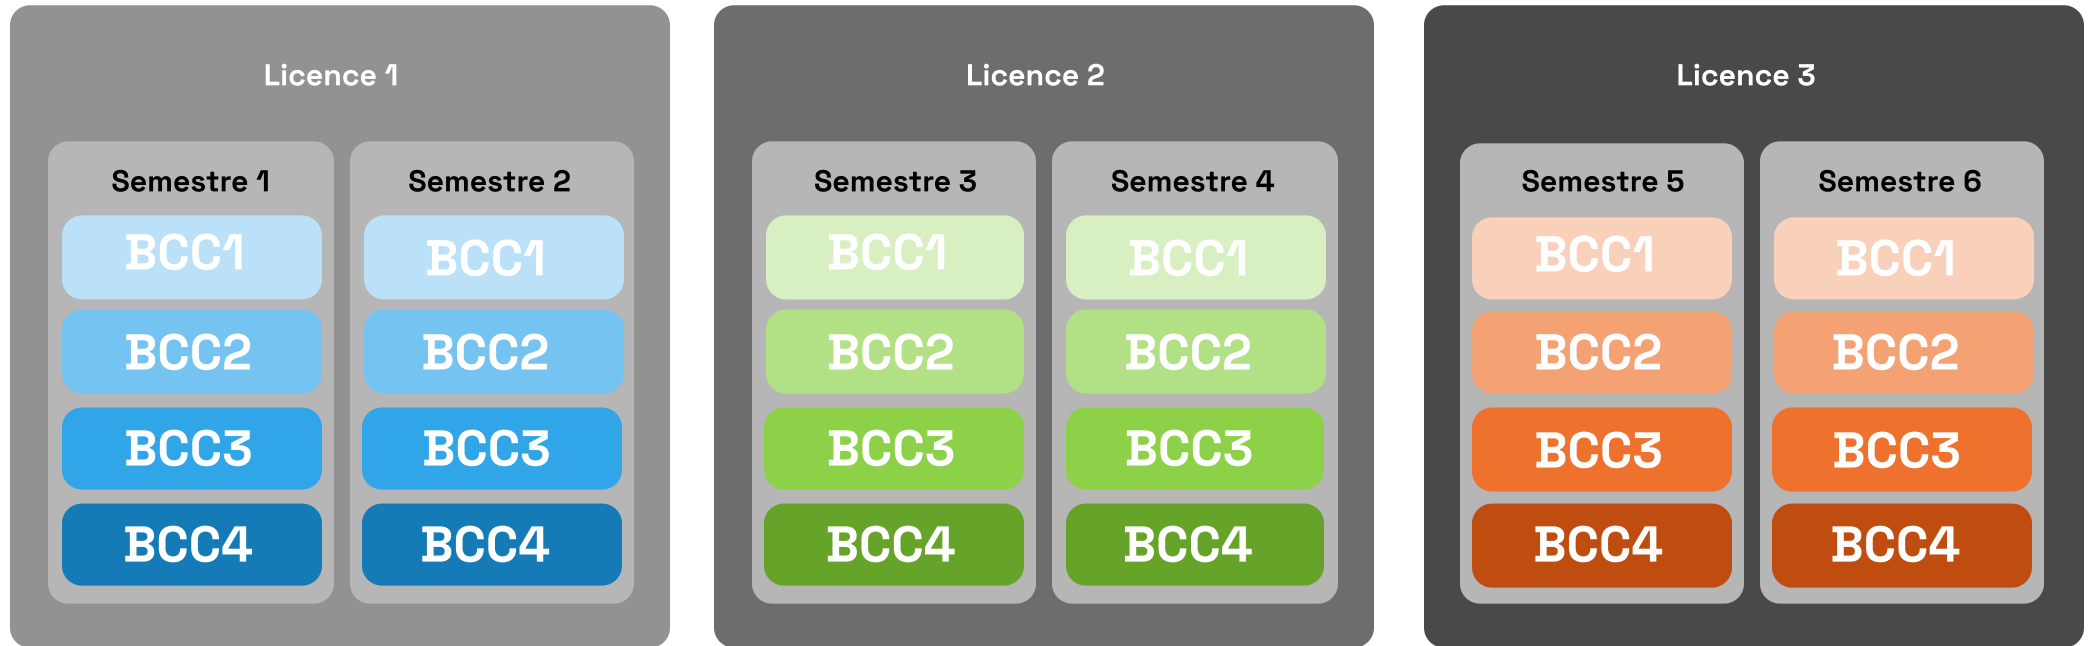 Licence 1
Semestre 1
BCC1
BCC2
BCC3
BCC4
Semestre 2
BCC1
BCC2
BCC3
BCC4
Licence 2
Semestre 3
BCC1
BCC2
BCC3
BCC4
Semestre 4
BCC1
BCC2
BCC3
BCC4
Licence 3
Semestre 5
BCC1
BCC2
BCC3
BCC4
Semestre 6
BCC1
BCC2
BCC3
BCC4